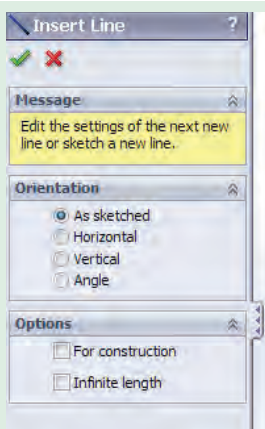 Insert Line ?
Message
Edit the settings of the next new
line or sketch a new line.
Orientation
As sketched
Horizontal
Vertical
Angle
Options
For construction
Infinite length